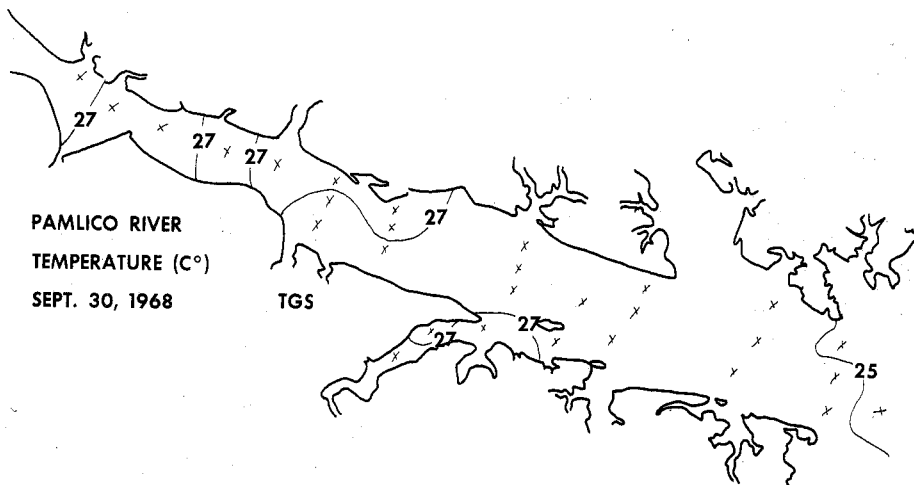 27
27
27
27
PAMLICO RIVER
TEMPERATURE (C°)
SEPT. 30, 1968
TGS
27
27
25